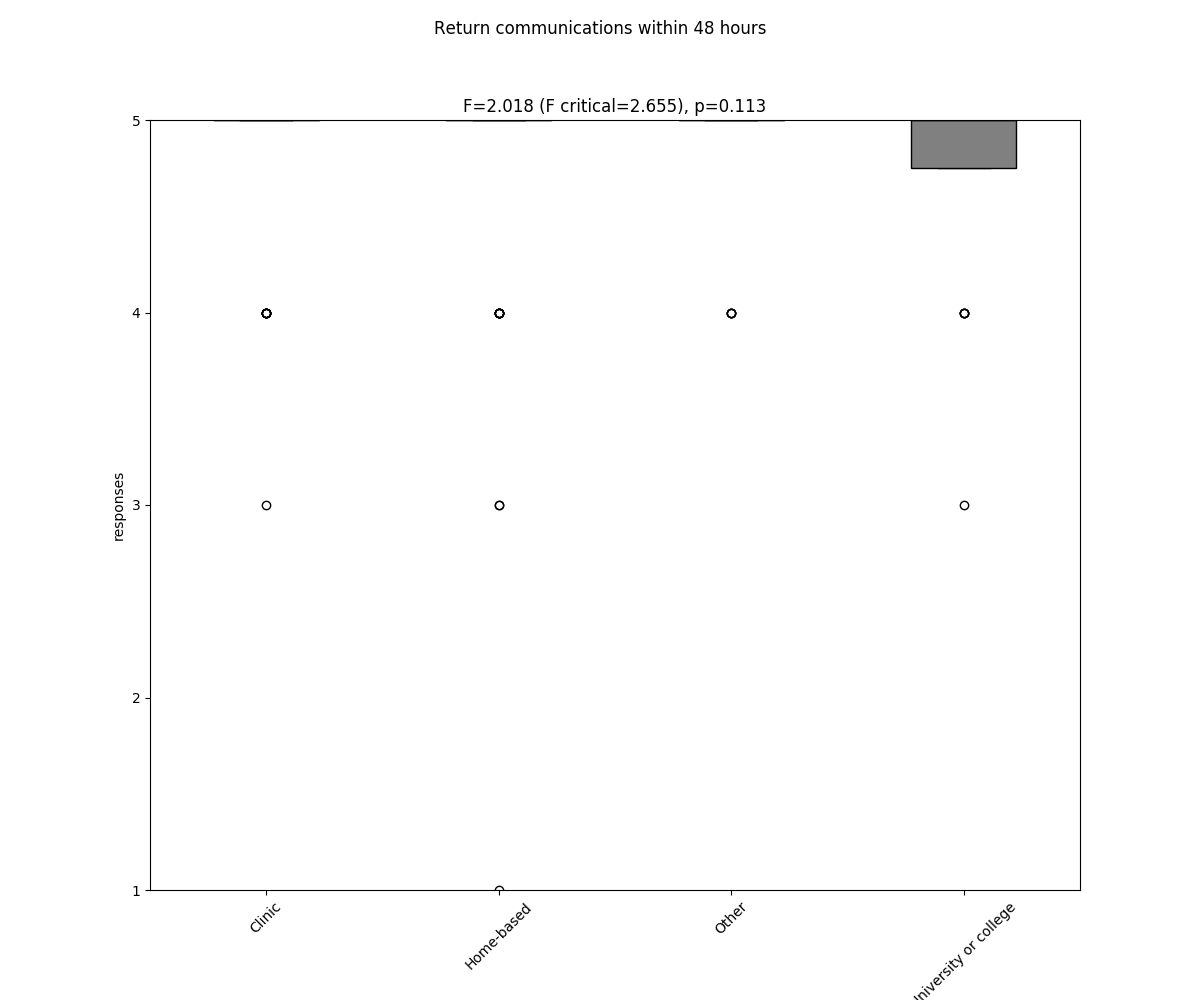 Return communications within 48 hours
F=2.018 (F critical=2.655), p=0.113
5
4
3
2
1
responses
Clinic
Home-based
Other
niversity or college